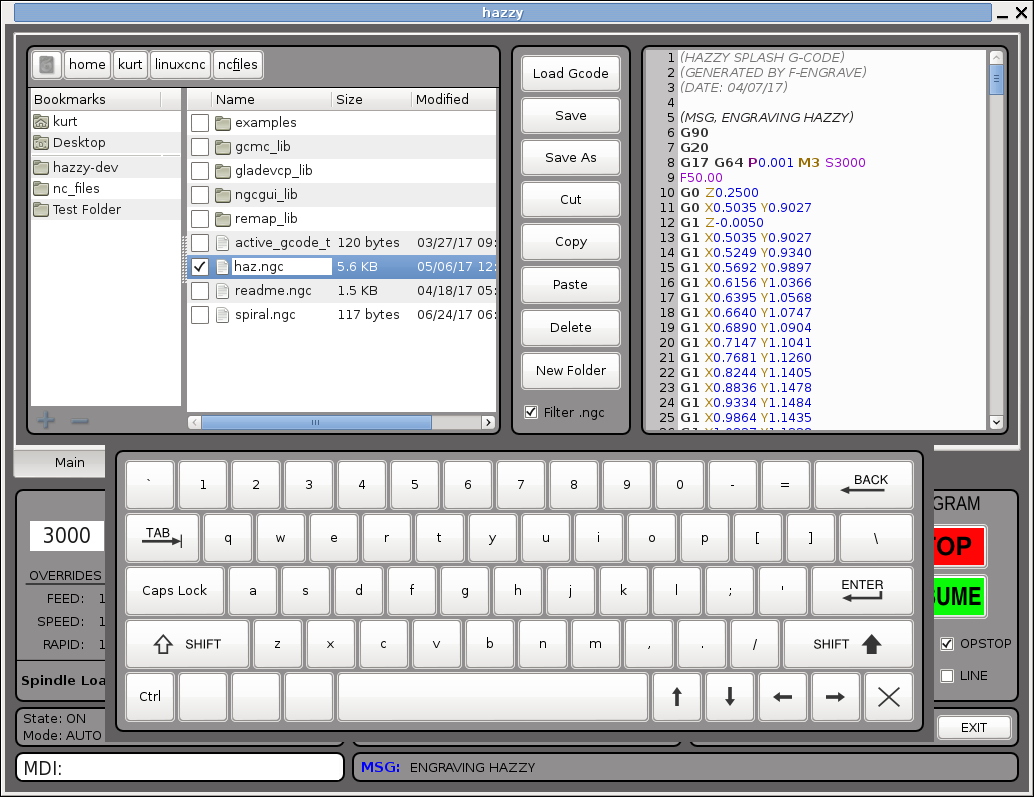 hazzy
home kurt linuxcnc ncfiles
Bookmarks
kurt
Desktop
hazzy-dev
nc_files
Test Folder
Name Size Modified
examples
gcmc_lib
gladevcp_lib
ngcgui_lib
remap_lib
active_gcode_t 120 bytes 03/27/17 09:
haz.ngc 5.6 KB 05/06/17 12:
readme.ngc 1.5 KB 04/18/17 05:
spiral.ngc 117 bytes 06/24/17 06:
Load Gcode
Save
Save As
Cut
Copy
Paste
Delete
New Folder
Filter .ngc
1 (HAZZY SPLASH G-CODE)
2 (GENERATED BY F-ENGRAVE)
3 (DATE: 04/07/17)
4
5 (MSG, ENGRAVING HAZZY)
6 G90
7 G20
8 G17 G64 P0.001 M3 S3000
9 F50.00
10 G0 Z0.2500
11 G0 X0.5035 Y0.9027
12 G1 Z-0.0050
13 G1 X0.5035 Y0.9027
14 G1 X0.5249 Y0.9340
15 G1 X0.5692 Y0.9897
16 G1 X0.6156 Y1.0366
17 G1 X0.6395 Y1.0568
18 G1 X0.6640 Y1.0747
19 G1 X0.6890 Y1.0904
20 G1 X0.7147 Y1.1041
21 G1 X0.7681 Y1.1260
22 G1 X0.8244 Y1.1405
23 G1 X0.8836 Y1.1478
24 G1 X0.9334 Y1.1484
25 G1 X0.9864 Y1.1435
Main
3000
OVERRIDES
FEED: 1
SPEED: 1
RAPID: 1
Spindle Loa
State: ON
Mode: AUTO
` 1 2 3 4 5 6 7 8 9 0 - = BACK
TAB q w e r t y u i o p [ ] \
Caps Lock a s d f g h j k l ; ' ENTER
SHIFT z x c v b n m , . / SHIFT
Ctrl
GRAM
OP
UME
OPSTOP
LINE
EXIT
MDI:
MSG: ENGRAVING HAZZY